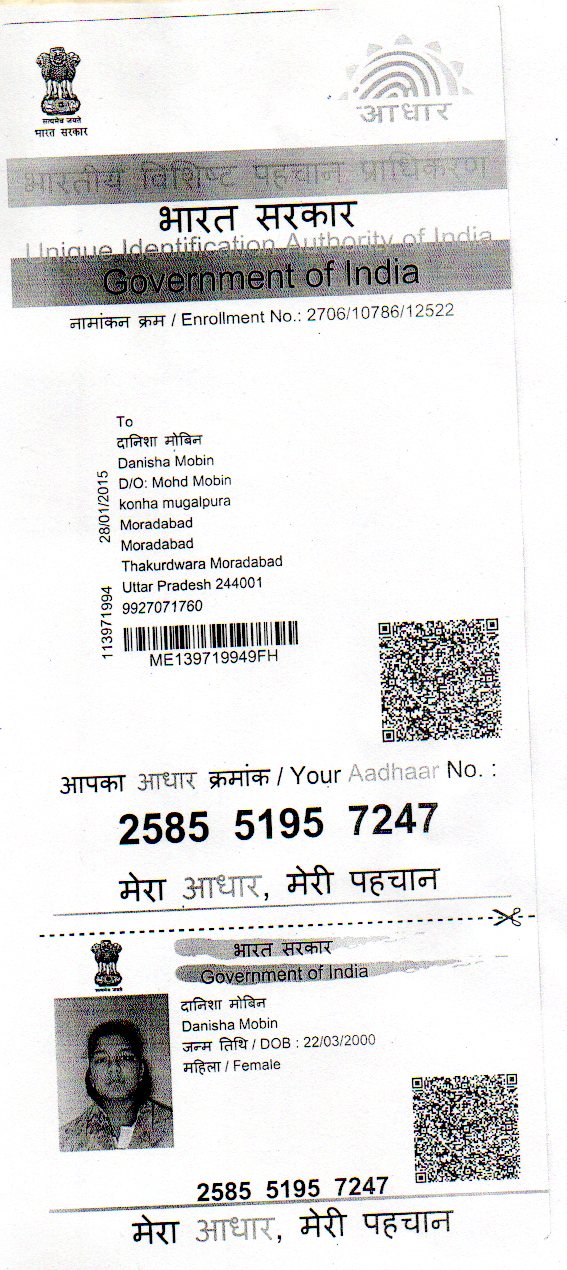 सत्यमेव जयते
भारत सरकार
आधार
भारतीय विशिष्ट पहचान प्राधिकरण
भारत सरकार
Unique Identification Authority of India
Government of India
नामांकन क्रम / Enrollment No.: 2706/10786/12522
To
दानिशा मोबिन
Danisha Mobin
D/O: Mohd Mobin
konha mugalpura
Moradabad
Moradabad
Thakurdwara Moradabad
Uttar Pradesh 244001
9927071760
28/01/2015
113971994
ME139719949FH
आपका आधार क्रमांक / Your Aadhaar No. :
2585 5195 7247
मेरा आधार, मेरी पहचान
भारत सरकार
Government of India
दानिशा मोबिन
Danisha Mobin
जन्म तिथि / DOB : 22/03/2000
महिला / Female
2585 5195 7247
मेरा आधार, मेरी पहचान